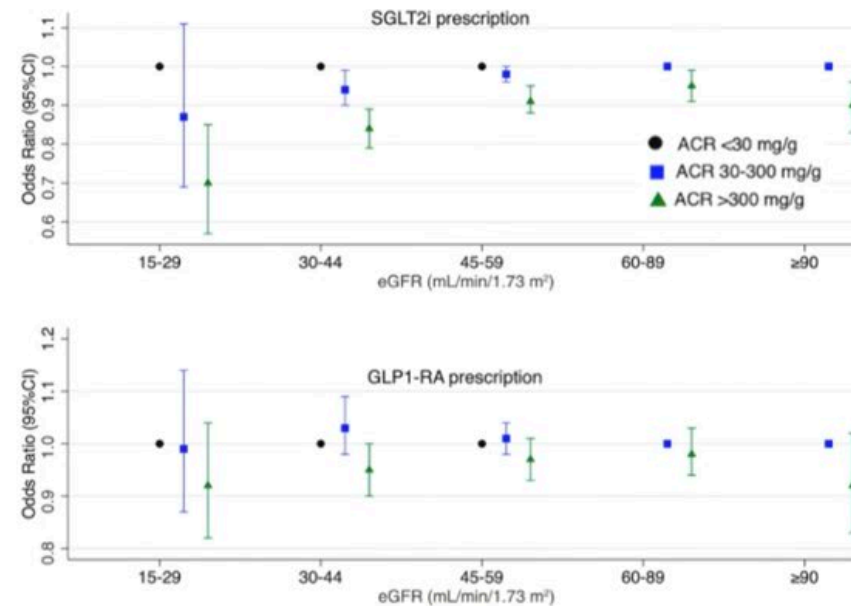 SGLT2i prescription
Odds Ratio (95%CI)
1.1
1.0
0.9
0.8
0.7
0.6
ACR <30 mg/g
ACR 30-300 mg/g
ACR >300 mg/g
15-29 30-44 45-59 60-89 ≥90
eGFR (mL/min/1.73 m²)
GLP1-RA prescription
Odds Ratio (95%CI)
1.2
1.1
1.0
0.9
0.8
15-29 30-44 45-59 60-89 ≥90
eGFR (mL/min/1.73 m²)